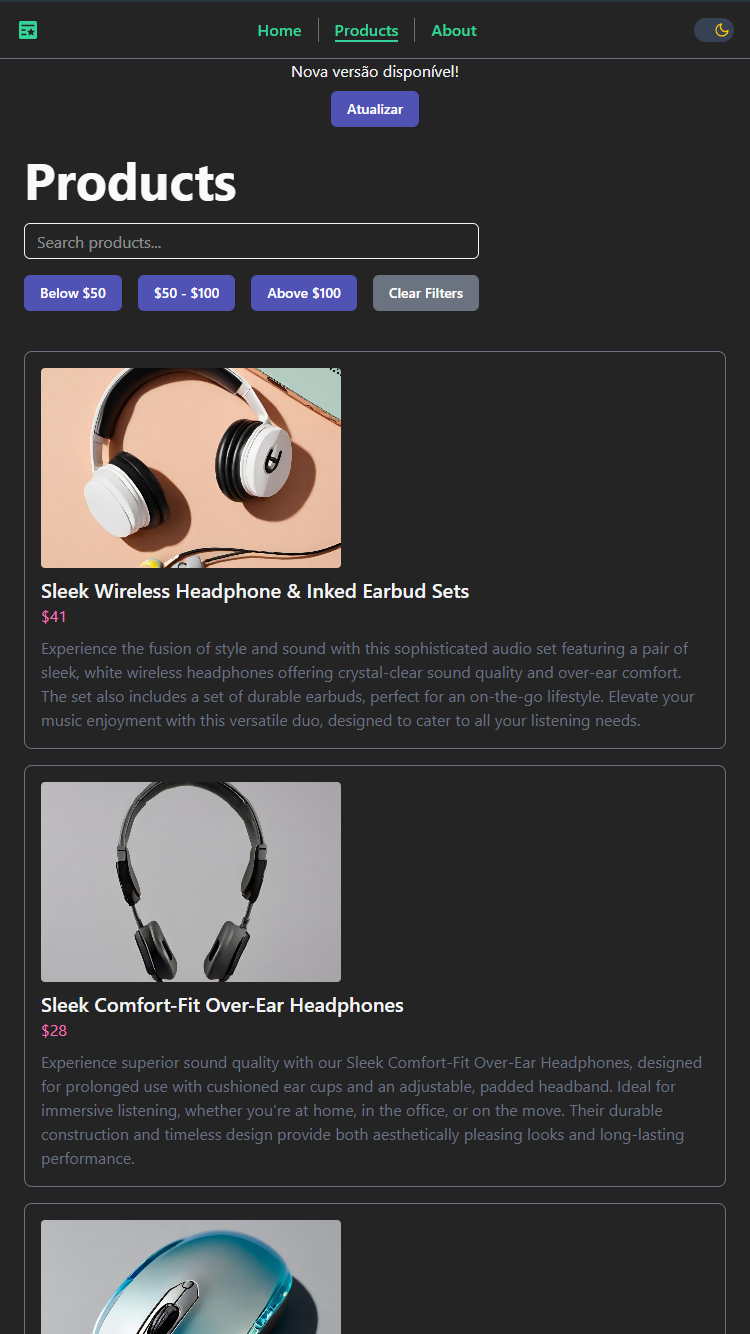 Home
Products
About
Nova versão disponível!
Atualizar
Products
Search products...
Below $50
$50 - $100
Above $100
Clear Filters
Sleek Wireless Headphone & Inked Earbud Sets
$41
Experience the fusion of style and sound with this sophisticated audio set featuring a pair of
sleek, white wireless headphones offering crystal-clear sound quality and over-ear comfort.
The set also includes a set of durable earbuds, perfect for an on-the-go lifestyle. Elevate your
music enjoyment with this versatile duo, designed to cater to all your listening needs.
Sleek Comfort-Fit Over-Ear Headphones
$28
Experience superior sound quality with our Sleek Comfort-Fit Over-Ear Headphones, designed
for prolonged use with cushioned ear cups and an adjustable, padded headband. Ideal for
immersive listening, whether you're at home, in the office, or on the move. Their durable
construction and timeless design provide both aesthetically pleasing looks and long-lasting
performance.